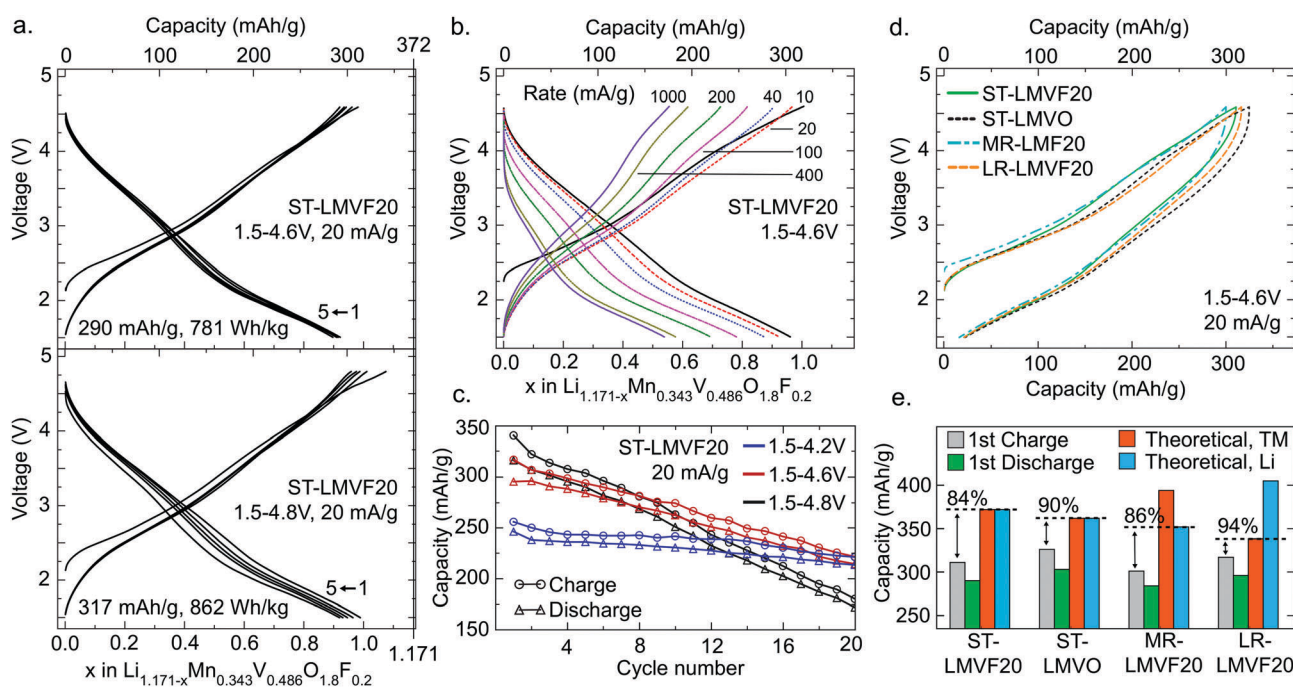 a.
Capacity (mAh/g)
0 100 200 300 372
5
4
3
2
Voltage (V)
ST-LMVF20
1.5-4.6V, 20 mA/g
5←1
290 mAh/g, 781 Wh/kg
5
4
3
2
Voltage (V)
ST-LMVF20
1.5-4.8V, 20 mA/g
5←1
317 mAh/g, 862 Wh/kg
0.0 0.2 0.4 0.6 0.8 1.0 1.171
x in Li1.171-xMn0.343V0.486O1.8F0.2
b.
Capacity (mAh/g)
0 100 200 300
5
4
3
2
Voltage (V)
Rate (mA/g) 1000 200 40 10
20
100
400
ST-LMVF20
1.5-4.6V
0.0 0.2 0.4 0.6 0.8 1.0
x in Li1.171-xMn0.343V0.486O1.8F0.2
c.
350
300
250
200
150
Capacity (mAh/g)
ST-LMVF20
20 mA/g
1.5-4.2V
1.5-4.6V
1.5-4.8V
Charge
Discharge
4 8 12 16 20
Cycle number
d.
Capacity (mAh/g)
0 100 200 300
5
4
3
2
Voltage (V)
ST-LMVF20
ST-LMVO
MR-LMF20
LR-LMVF20
1.5-4.6V
20 mA/g
0 100 200 300
Capacity (mAh/g)
e.
1st Charge
1st Discharge
Theoretical, TM
Theoretical, Li
400
350
300
250
Capacity (mAh/g)
84%
90%
86%
94%
ST-
LMVF20
ST-
LMVO
MR-
LMVF20
LR-
LMVF20